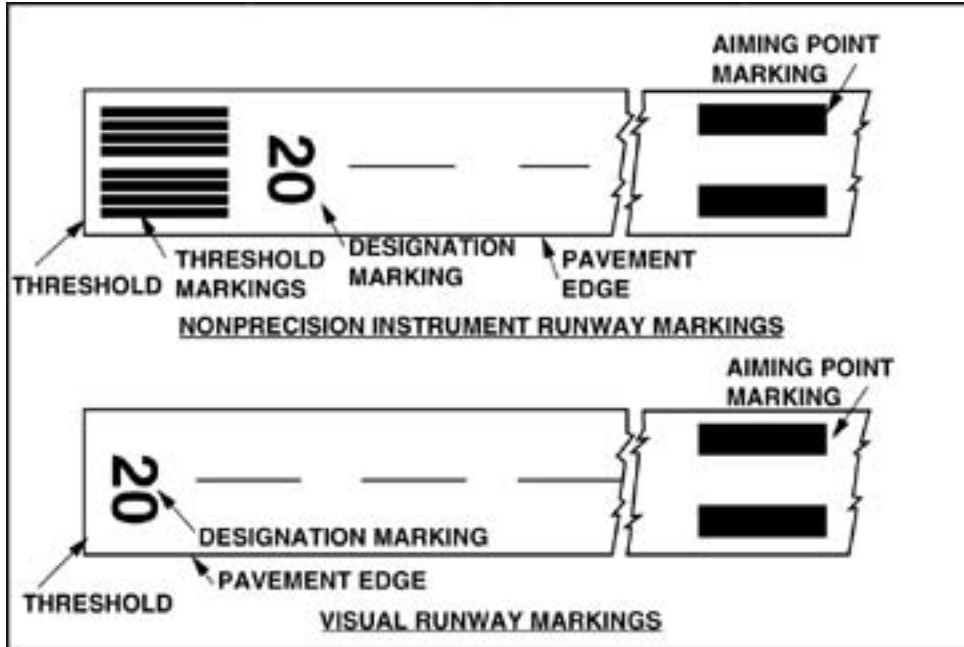 AIMING POINT
MARKING
20
THRESHOLD
THRESHOLD
MARKINGS
DESIGNATION
MARKING
PAVEMENT
EDGE
NONPRECISION INSTRUMENT RUNWAY MARKINGS
AIMING POINT
MARKING
20
DESIGNATION MARKING
PAVEMENT EDGE
THRESHOLD
VISUAL RUNWAY MARKINGS